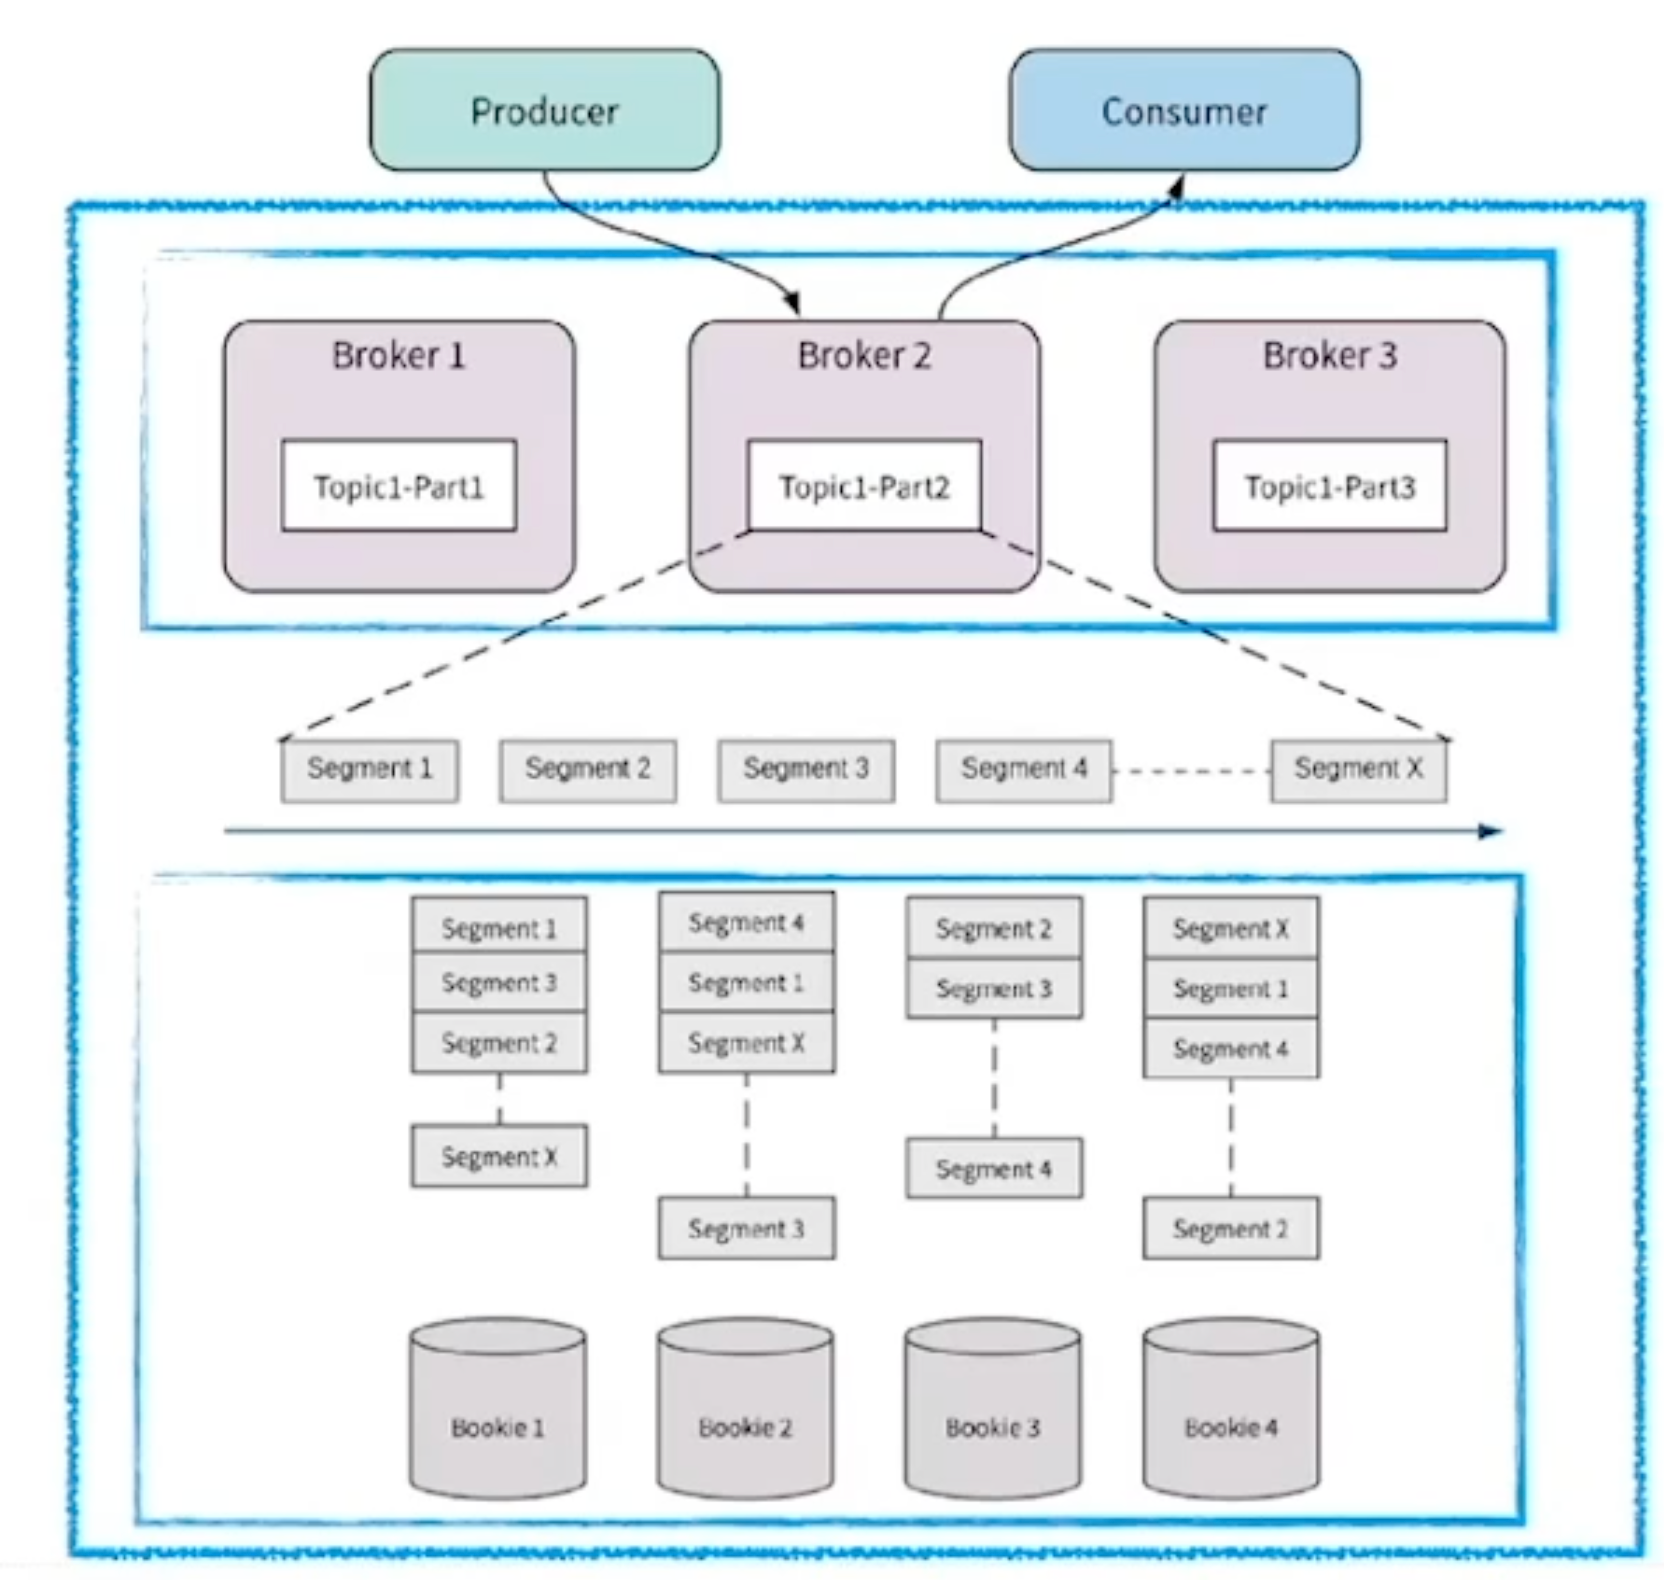 Producer
Consumer
Broker 1
Broker 2
Broker 3
Topic1-Part1
Topic1-Part2
Topic1-Part3
Segment 1
Segment 2
Segment 3
Segment 4
Segment X
Segment 1
Segment 3
Segment 2
Segment X
Segment 4
Segment 1
Segment X
Segment 3
Segment 2
Segment 3
Segment 4
Segment X
Segment 1
Segment 4
Segment 2
Bookie 1
Bookie 2
Bookie 3
Bookie 4